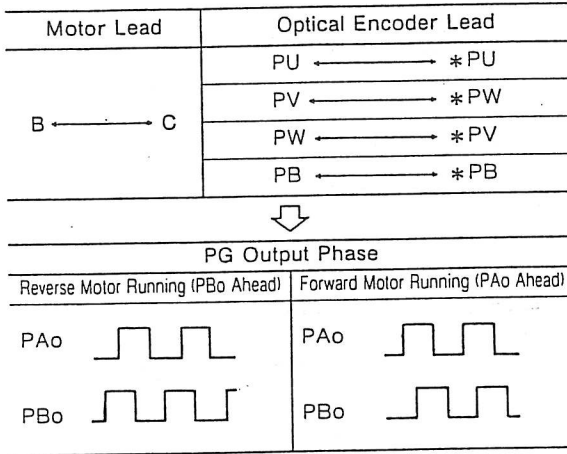 Motor Lead Optical Encoder Lead
PU ⟷ *PU
PV ⟷ *PW
B ⟷ C
PW ⟷ *PV
PB ⟷ *PB
PG Output Phase
Reverse Motor Running (PBo Ahead) Forward Motor Running (PAo Ahead)
PAo PAo
PBo PBo